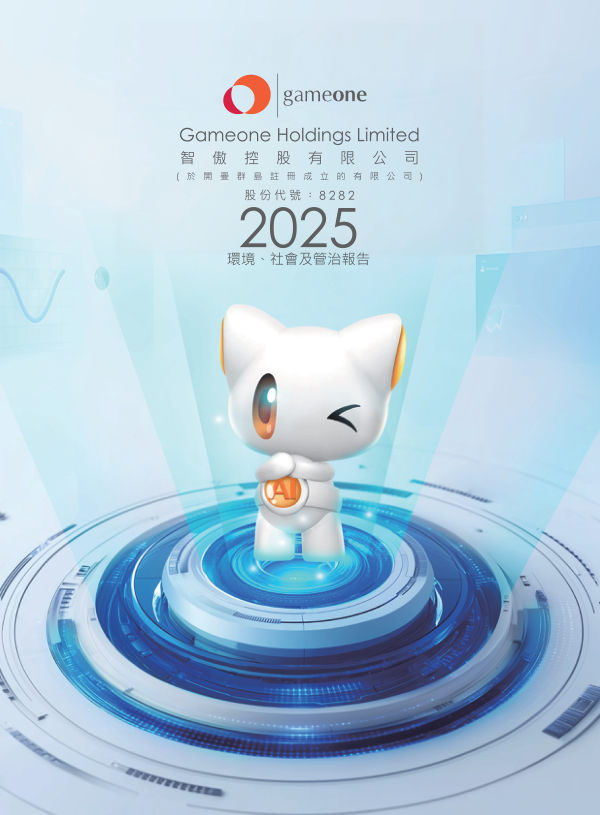 gameone
Gameone Holdings Limited
智傲控股有限公司
(於開曼群島註冊成立的有限公司)
股份代號：8282
2025
環境、社會及管治報告
AI